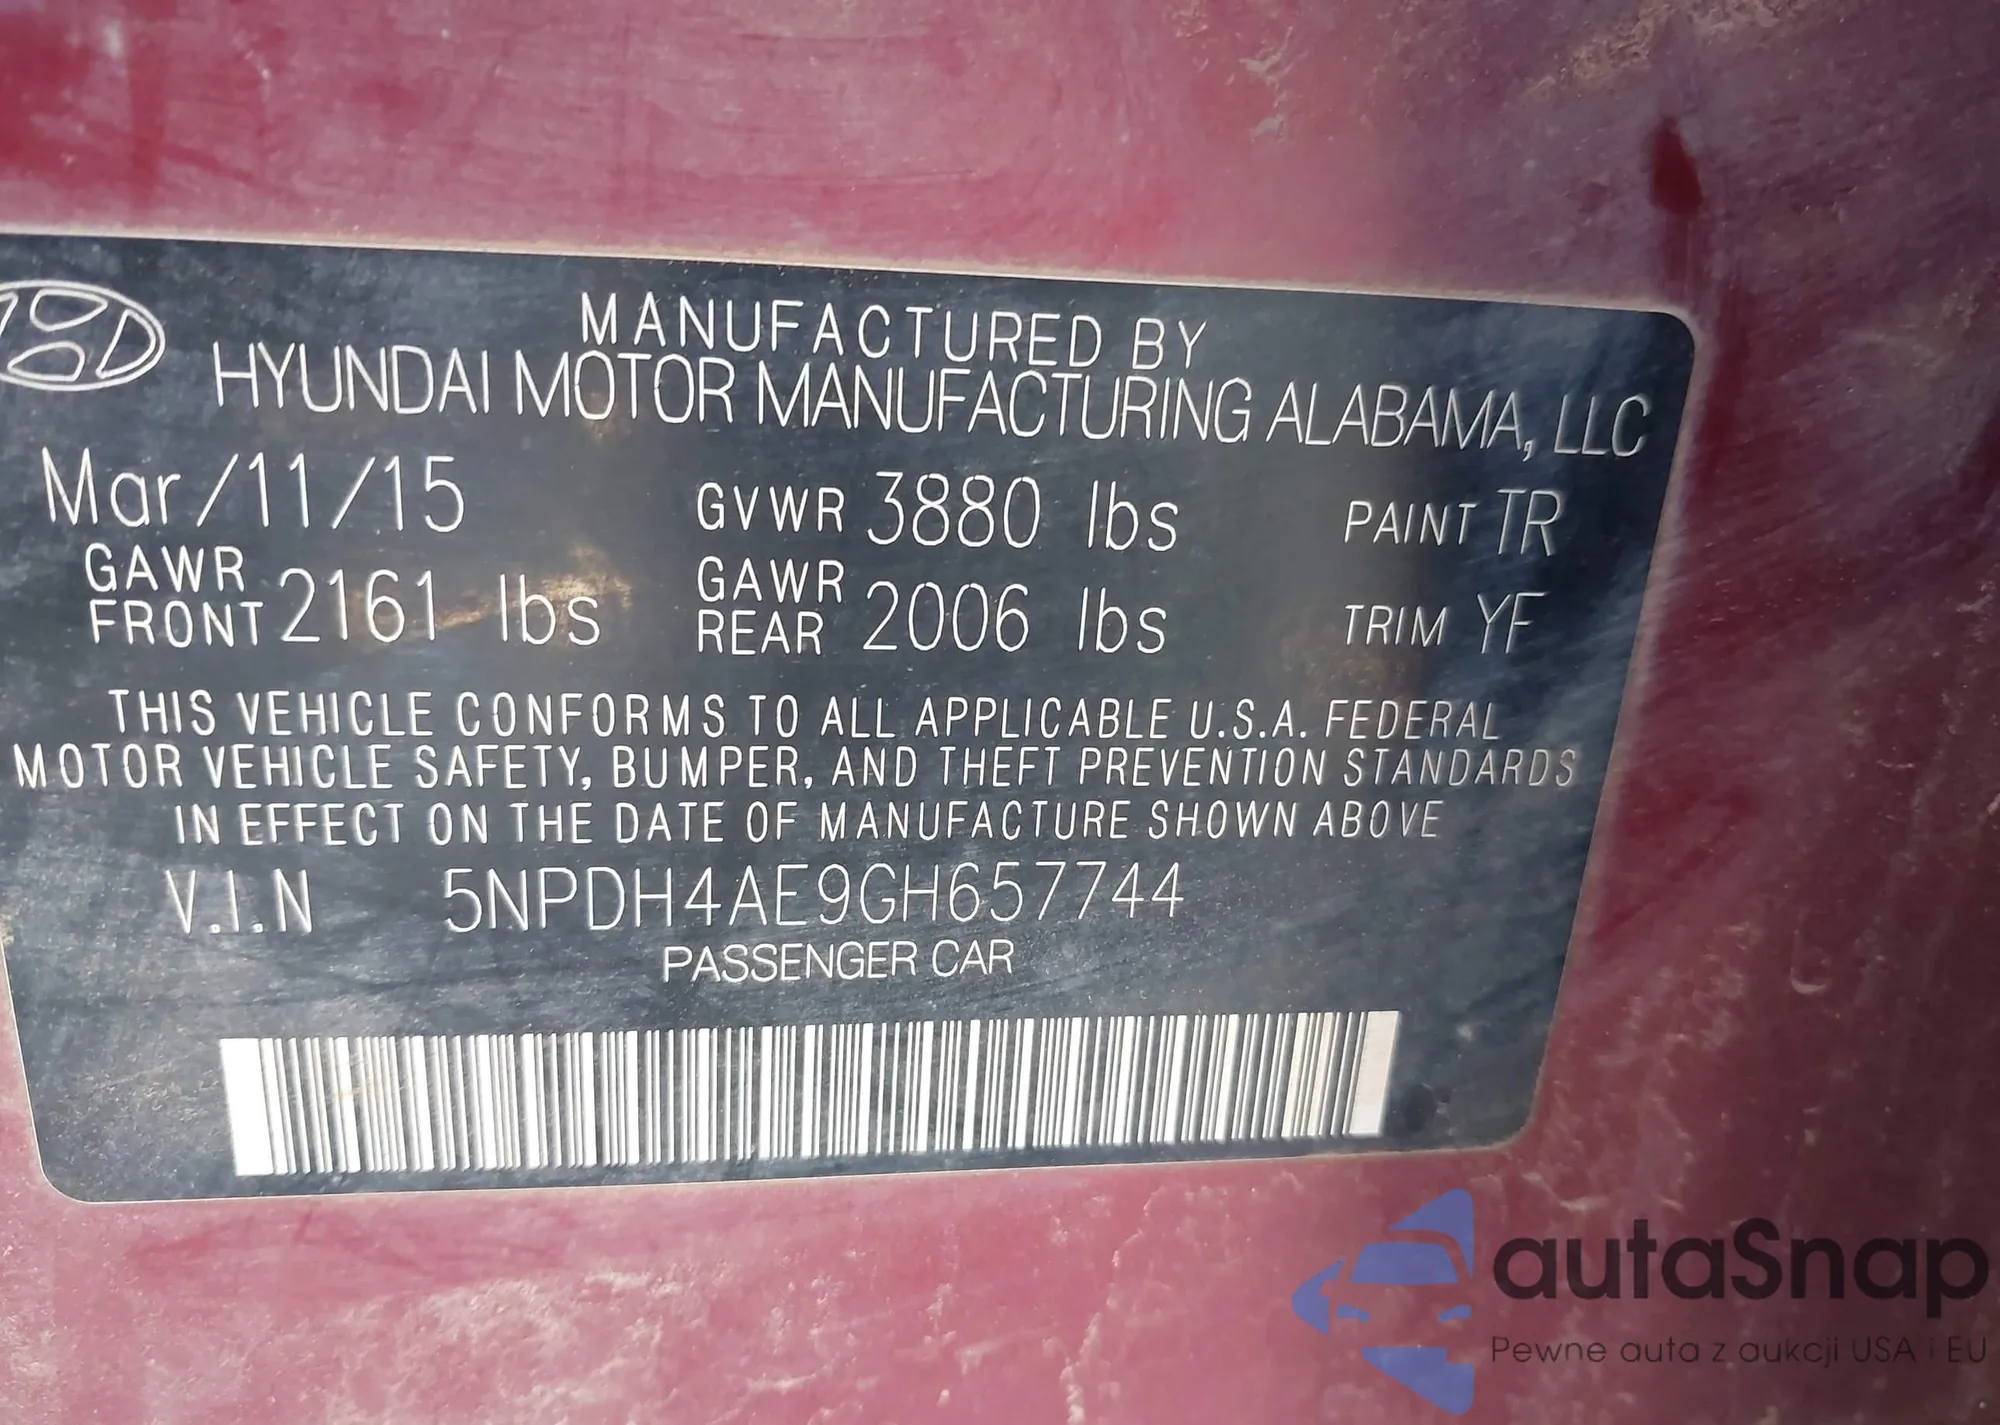 MANUFACTURED BY
HYUNDAI MOTOR MANUFACTURING ALABAMA, LLC
Mar/11/15 GVWR 3880 lbs PAINT TR
GAWR FRONT 2161 lbs GAWR REAR 2006 lbs TRIM YF
THIS VEHICLE CONFORMS TO ALL APPLICABLE U.S.A. FEDERAL
MOTOR VEHICLE SAFETY, BUMPER, AND THEFT PREVENTION STANDARDS
IN EFFECT ON THE DATE OF MANUFACTURE SHOWN ABOVE
V.I.N 5NPDH4AE9GH657744
PASSENGER CAR
autaSnap
Pewne auta z aukcji USA i EU